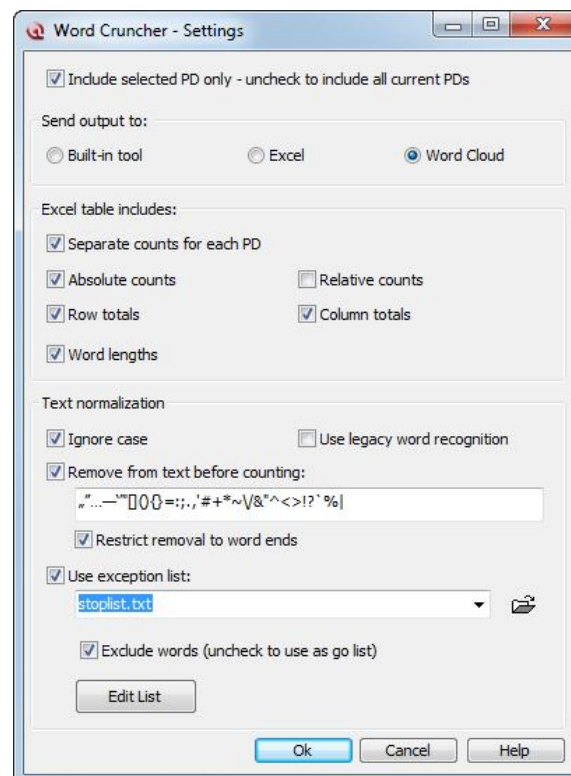 Word Cruncher - Settings
Include selected PD only - uncheck to include all current PDs
Send output to:
Built-in tool Excel Word Cloud
Excel table includes:
Separate counts for each PD
Absolute counts Relative counts
Row totals Column totals
Word lengths
Text normalization
Ignore case Use legacy word recognition
Remove from text before counting:
„“...—`´"[](){}=:;.,'#+*~\/&"^<>!?`%|
Restrict removal to word ends
Use exception list:
stoplist.txt
Exclude words (uncheck to use as go list)
Edit List
Ok Cancel Help